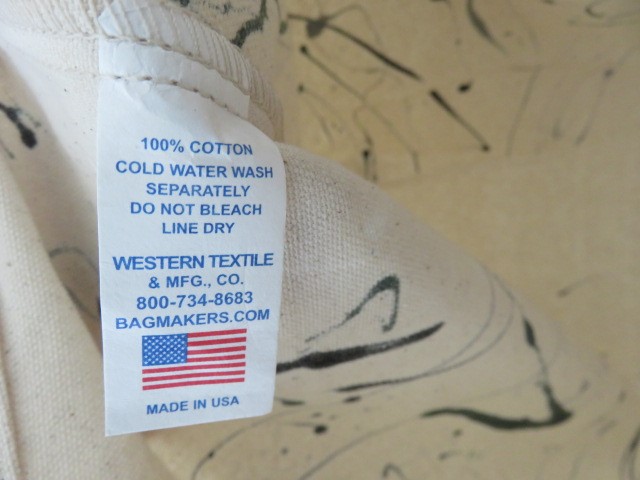 100% COTTON
COLD WATER WASH
SEPARATELY
DO NOT BLEACH
LINE DRY
WESTERN TEXTILE
& MFG., CO.
800-734-8683
BAGMAKERS.COM
MADE IN USA